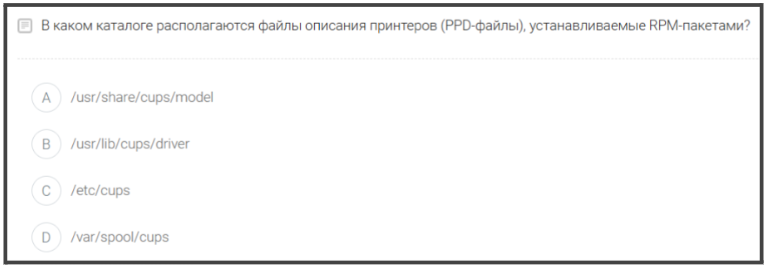 В каком каталоге располагаются файлы описания принтеров (PPD-файлы), устанавливаемые RPM-пакетами?
A /usr/share/cups/model
B /usr/lib/cups/driver
C /etc/cups
D /var/spool/cups